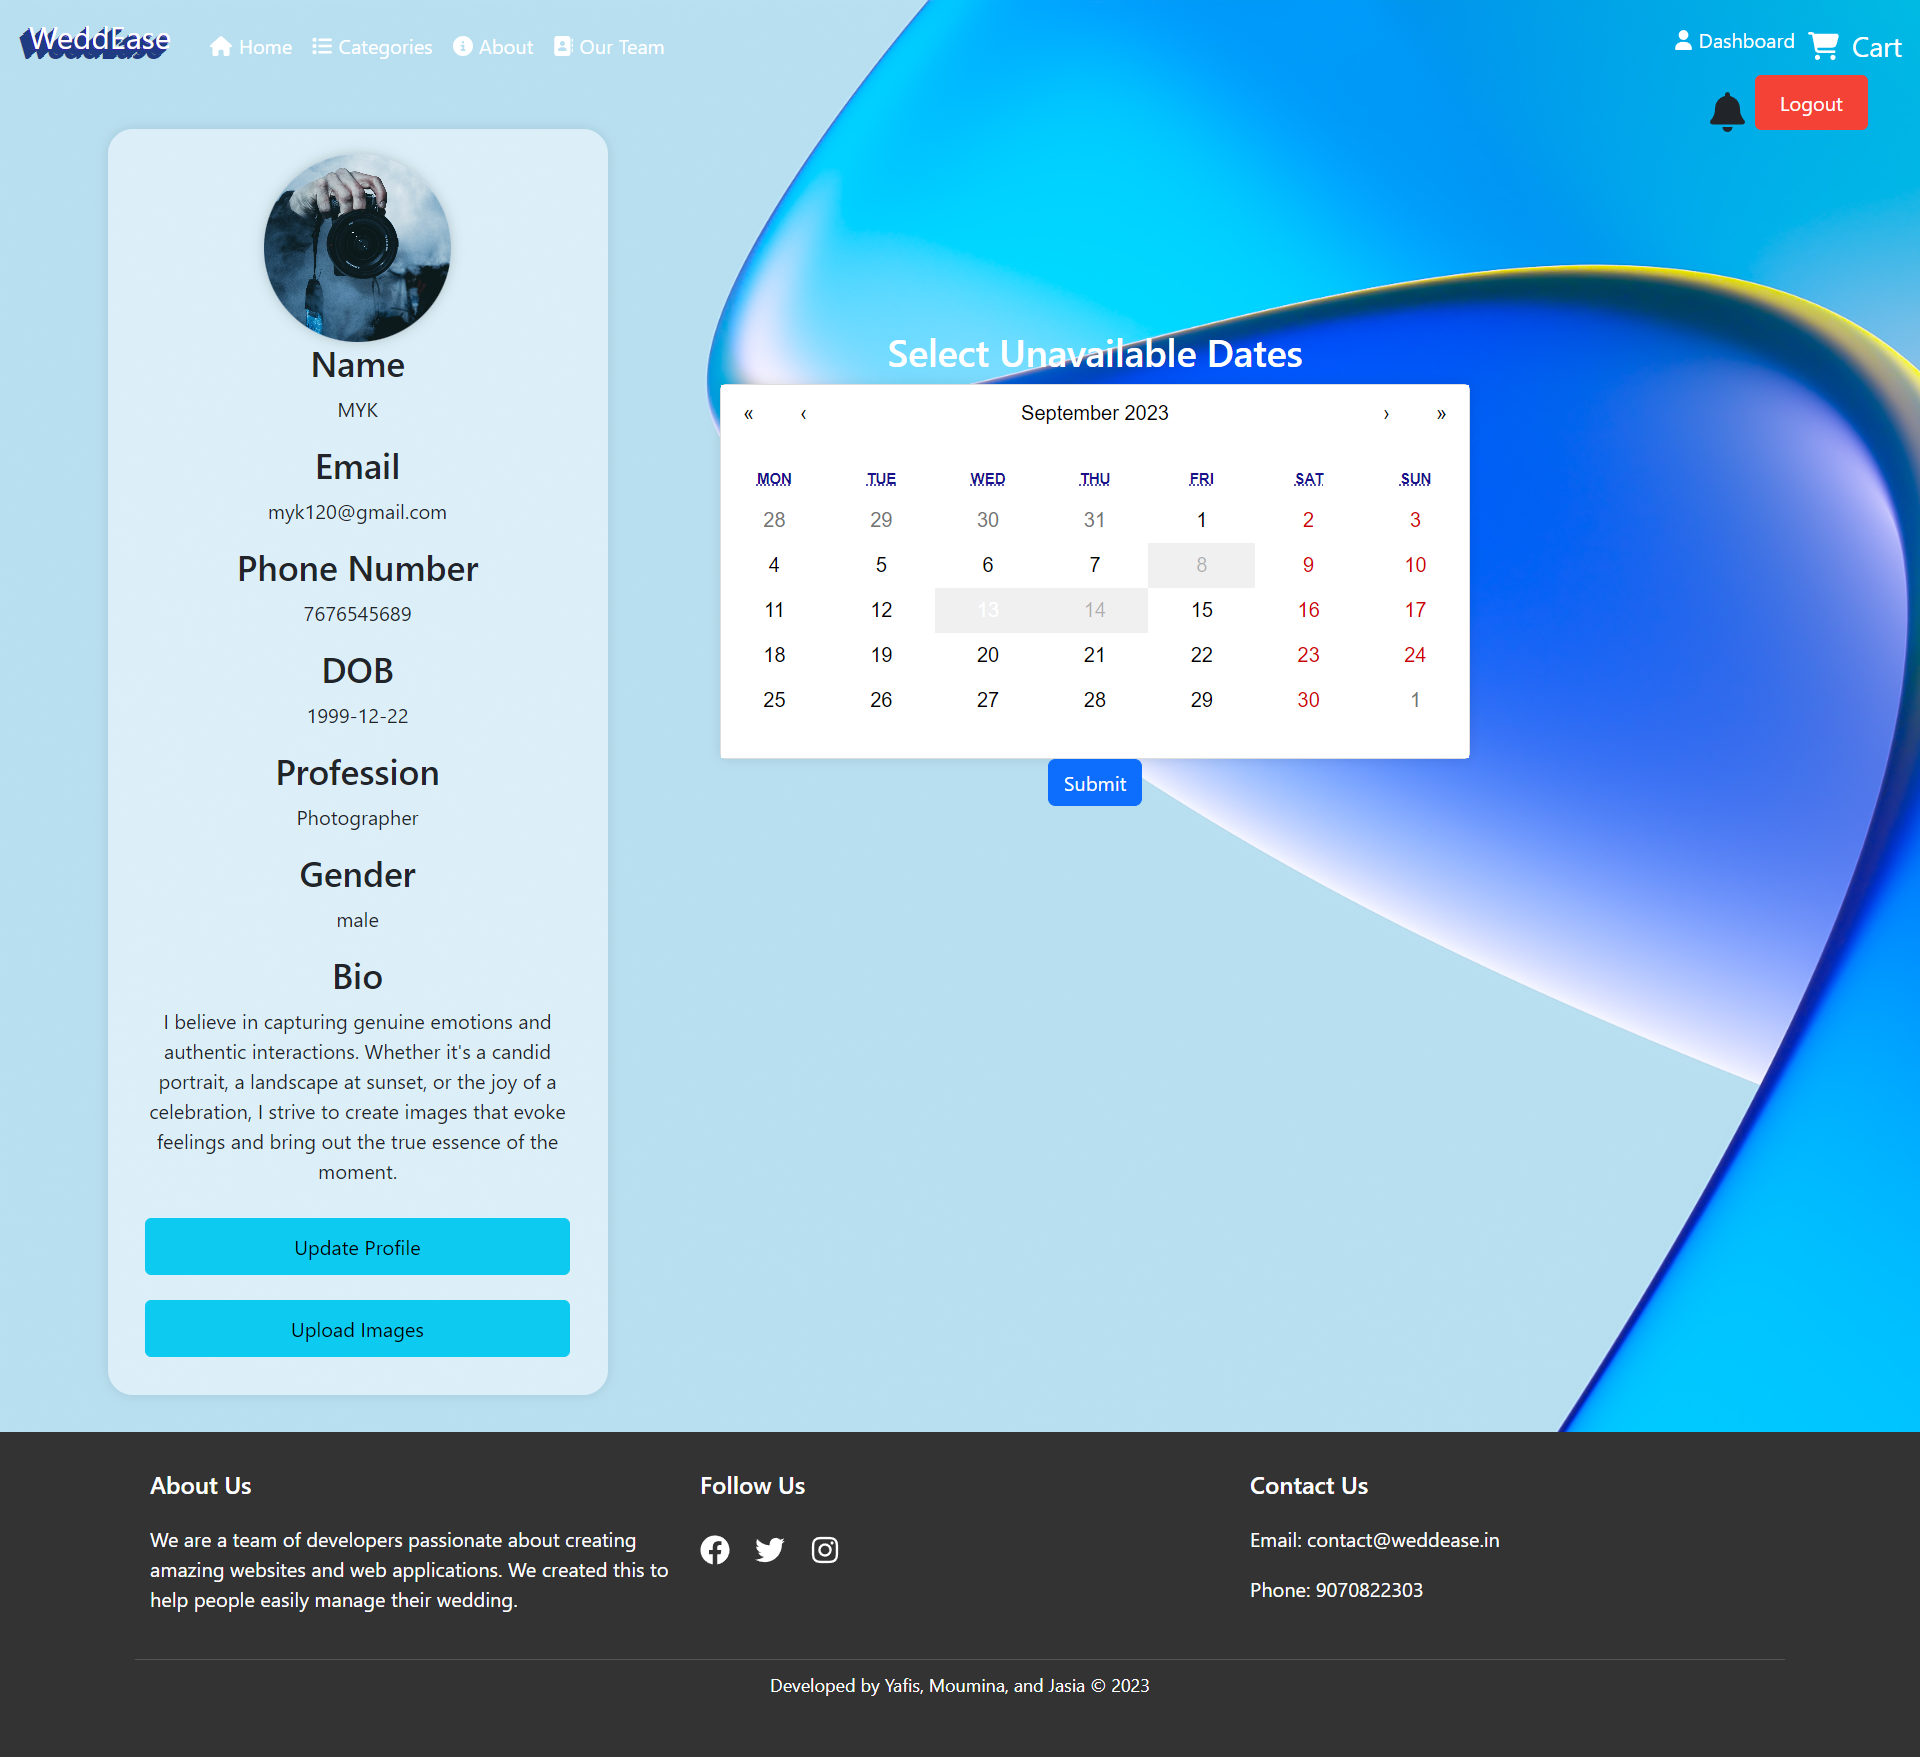 WeddEase
Home Categories About Our Team
Dashboard Cart
Logout
Name
MYK
Email
myk120@gmail.com
Phone Number
7676545689
DOB
1999-12-22
Profession
Photographer
Gender
male
Bio
I believe in capturing genuine emotions and
authentic interactions. Whether it's a candid
portrait, a landscape at sunset, or the joy of a
celebration, I strive to create images that evoke
feelings and bring out the true essence of the
moment.
Update Profile
Upload Images
Select Unavailable Dates
« ‹ September 2023 › »
MON TUE WED THU FRI SAT SUN
28 29 30 31 1 2 3
4 5 6 7 8 9 10
11 12 13 14 15 16 17
18 19 20 21 22 23 24
25 26 27 28 29 30 1
Submit
About Us
We are a team of developers passionate about creating
amazing websites and web applications. We created this to
help people easily manage their wedding.
Follow Us
Contact Us
Email: contact@weddease.in
Phone: 9070822303
Developed by Yafis, Moumina, and Jasia © 2023